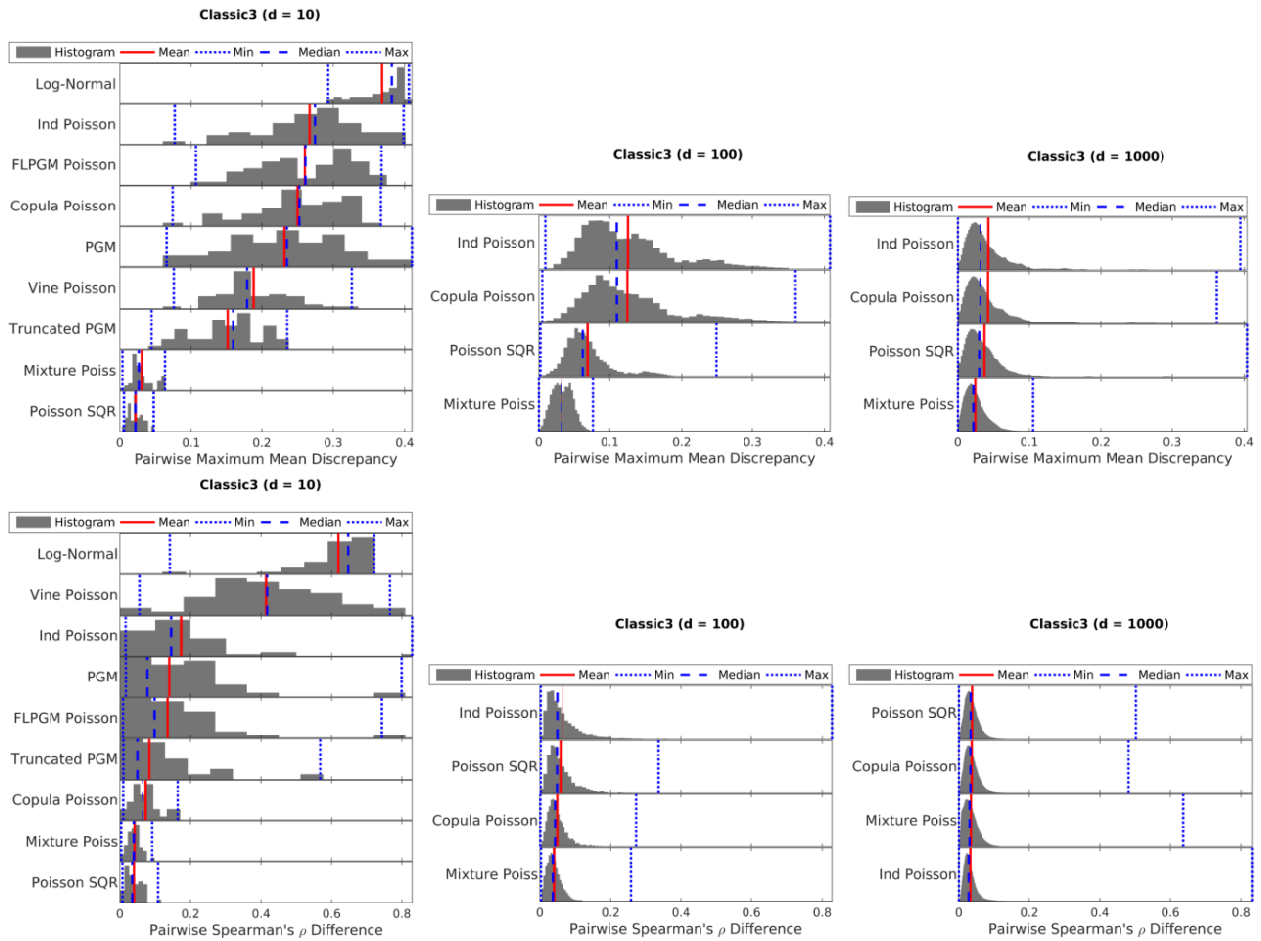 Classic3 (d = 10)
Histogram Mean Min Median Max
Log-Normal
Ind Poisson
FLPGM Poisson
Copula Poisson
PGM
Vine Poisson
Truncated PGM
Mixture Poiss
Poisson SQR
0 0.1 0.2 0.3 0.4
Pairwise Maximum Mean Discrepancy
Classic3 (d = 100)
Histogram Mean Min Median Max
Ind Poisson
Copula Poisson
Poisson SQR
Mixture Poiss
0 0.1 0.2 0.3 0.4
Pairwise Maximum Mean Discrepancy
Classic3 (d = 1000)
Histogram Mean Min Median Max
Ind Poisson
Copula Poisson
Poisson SQR
Mixture Poiss
0 0.1 0.2 0.3 0.4
Pairwise Maximum Mean Discrepancy
Classic3 (d = 10)
Histogram Mean Min Median Max
Log-Normal
Vine Poisson
Ind Poisson
PGM
FLPGM Poisson
Truncated PGM
Copula Poisson
Mixture Poiss
Poisson SQR
0 0.2 0.4 0.6 0.8
Pairwise Spearman's ρ Difference
Classic3 (d = 100)
Histogram Mean Min Median Max
Ind Poisson
Poisson SQR
Copula Poisson
Mixture Poiss
0 0.2 0.4 0.6 0.8
Pairwise Spearman's ρ Difference
Classic3 (d = 1000)
Histogram Mean Min Median Max
Poisson SQR
Copula Poisson
Mixture Poiss
Ind Poisson
0 0.2 0.4 0.6 0.8
Pairwise Spearman's ρ Difference